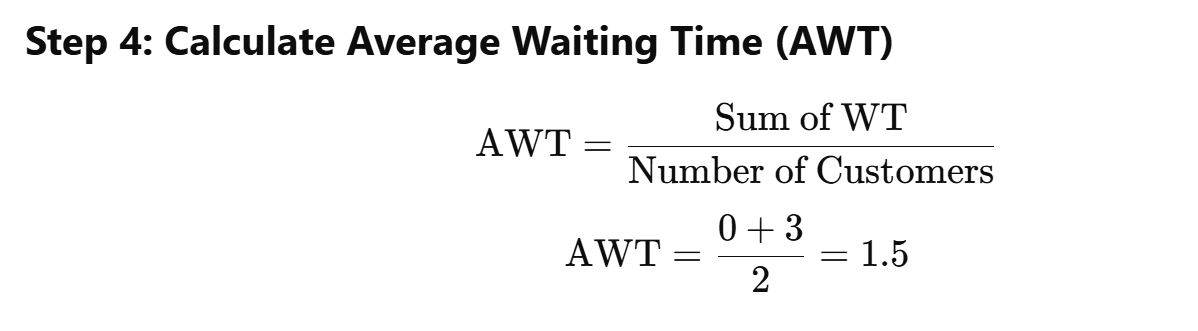 Step 4: Calculate Average Waiting Time (AWT)
AWT = Sum of WT / Number of Customers
AWT = 0 + 3 / 2 = 1.5